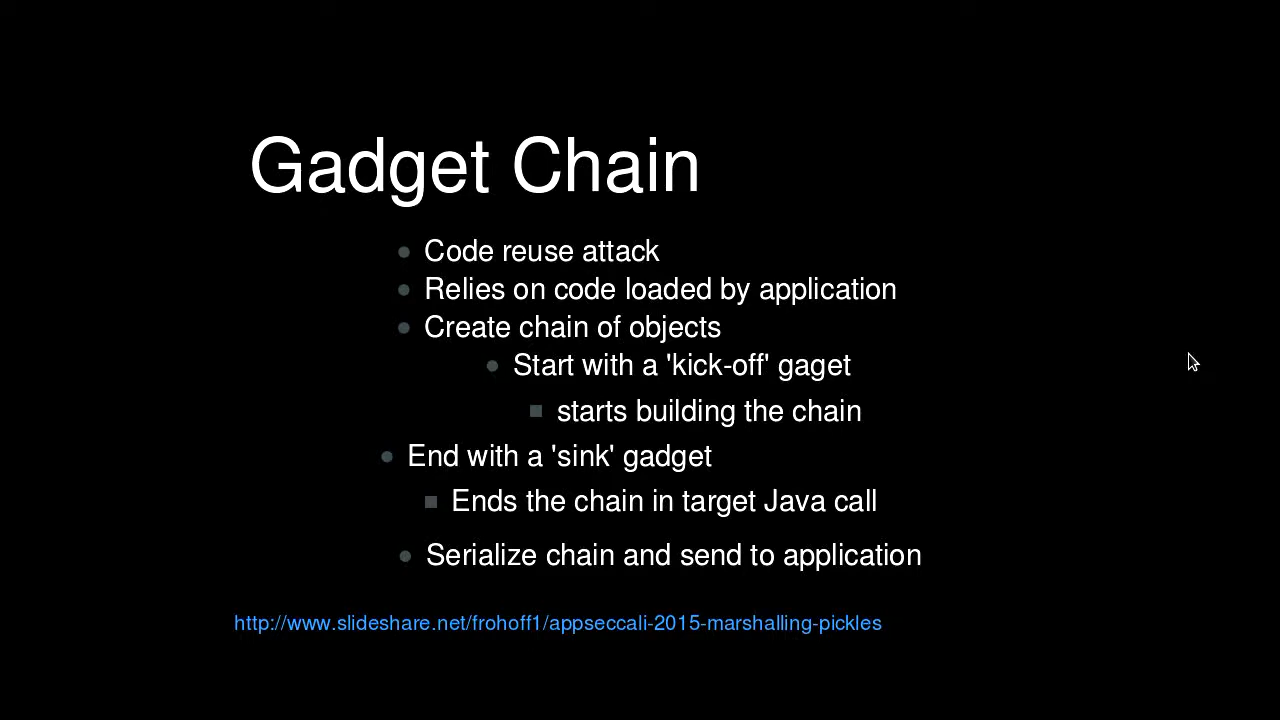 Gadget Chain
Code reuse attack
Relies on code loaded by application
Create chain of objects
Start with a 'kick-off' gaget
starts building the chain
End with a 'sink' gadget
Ends the chain in target Java call
Serialize chain and send to application
http://www.slideshare.net/frohoff1/appseccali-2015-marshalling-pickles